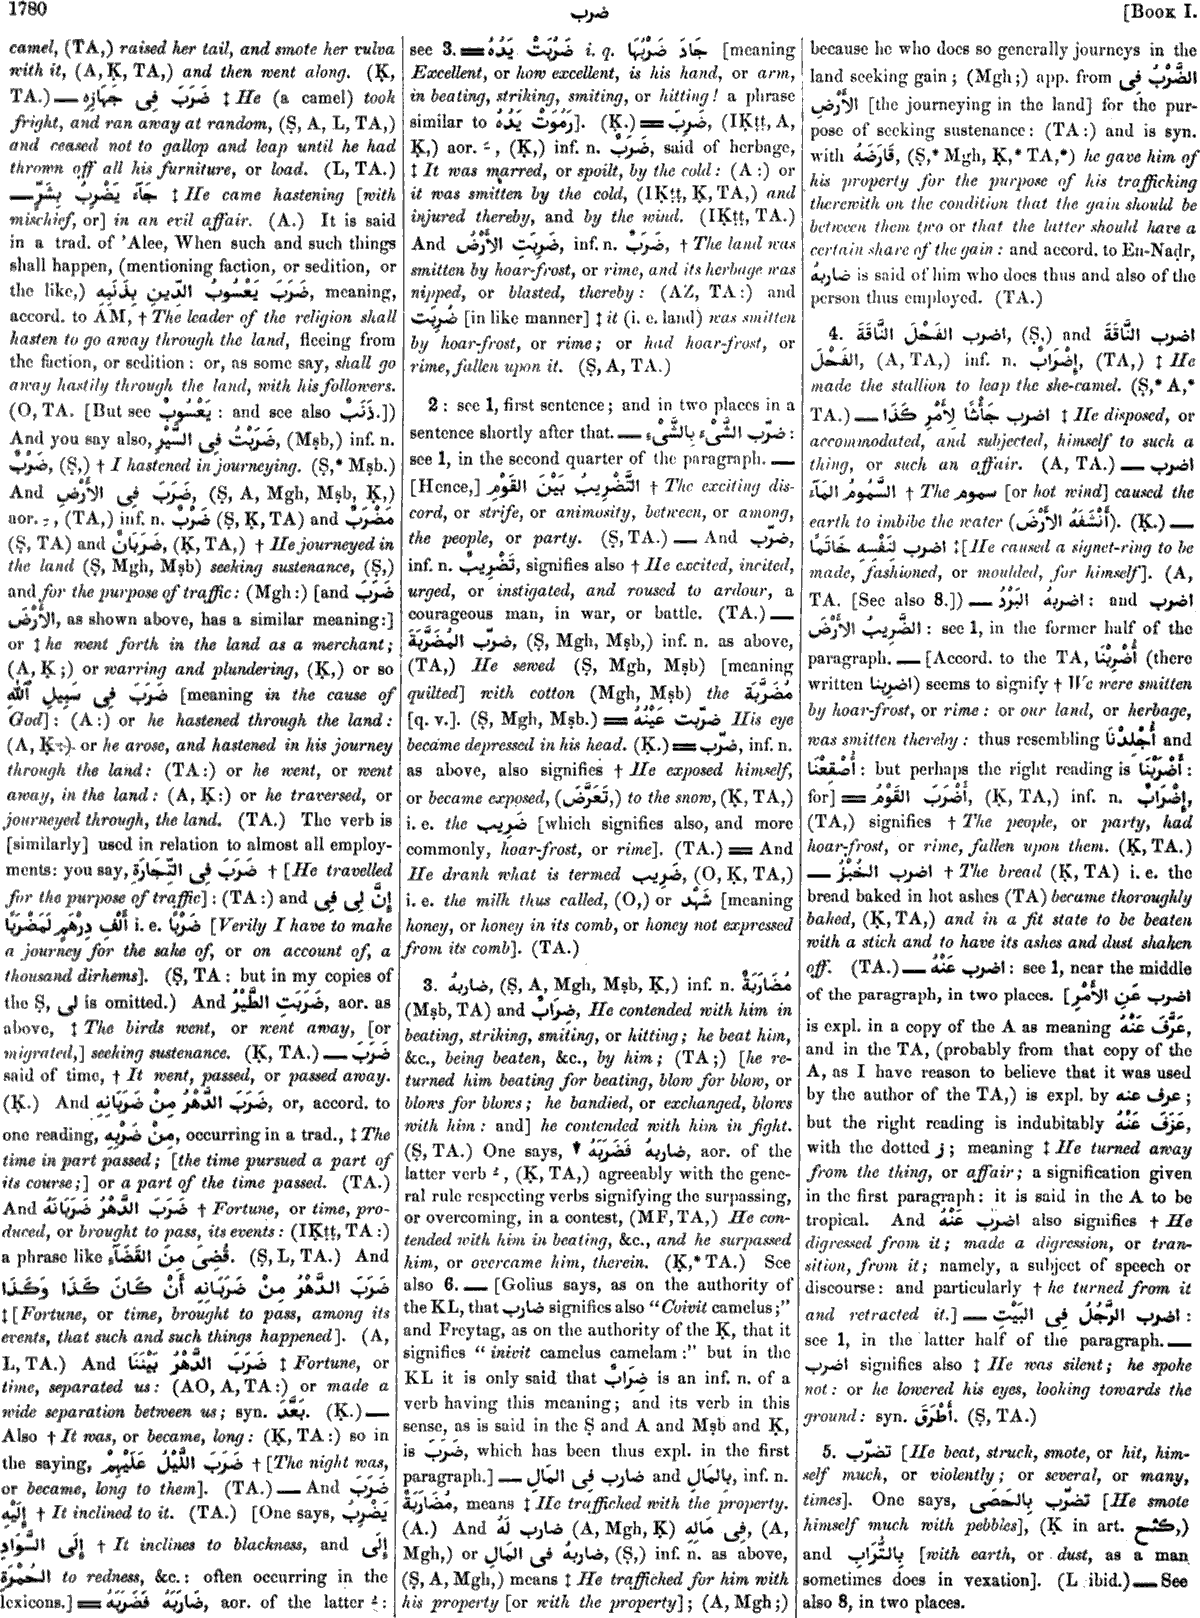 1780
ضرب
[BOOK I.
camel, (TA,) raised her tail, and smote her vulva
with it, (A, Ḳ, TA,) and then went along. (Ḳ,
TA.) — ضَرَبَ فِى جَهَازِهِ ‡ He (a camel) took
fright, and ran away at random, (Ṣ, A, L, TA,)
and ceased not to gallop and leap until he had
thrown off all his furniture, or load. (L, TA.)
— جَآءَ يَضْرِبُ بِشَرٍّ ‡ He came hastening [with
mischief, or] in an evil affair. (A.) It is said
in a trad. of 'Alee, When such and such things
shall happen, (mentioning faction, or sedition, or
the like,) ضَرَبَ يَعْسُوبُ الدِّينِ بِذَنَبِهِ, meaning,
accord. to AM, † The leader of the religion shall
hasten to go away through the land, fleeing from
the faction, or sedition: or, as some say, shall go
away hastily through the land, with his followers.
(O, TA. [But see يَعْسُوبٌ: and see also ذَنَبٌ.])
And you say also, ضَرَبْتُ فِى السَّيْرِ, (Mṣb,) inf. n.
ضَرْبٌ, (Ṣ,) ‡ I hastened in journeying. (Ṣ,* Mṣb.)
And ضَرَبَ فِى الأَرْضِ, (Ṣ, A, Mgh, Mṣb, Ḳ,)
aor. ـِ, (TA,) inf. n. ضَرْبٌ (Ṣ, Ḳ, TA) and مَضْرَبٌ
(Ṣ, TA) and ضَرَبَانٌ, (Ḳ, TA,) † He journeyed in
the land (Ṣ, Mgh, Mṣb) seeking sustenance, (Ṣ,)
and for the purpose of traffic: (Mgh:) [and ضَرَبَ
الأَرْضَ, as shown above, has a similar meaning:]
or ‡ he went forth in the land as a merchant;
(A, Ḳ;) or warring and plundering, (Ḳ,) or so
ضَرَبَ فِى سَبِيلِ ٱللّٰهِ [meaning in the cause of
God]: (A:) or he hastened through the land:
(A, Ḳ:) or he arose, and hastened in his journey
through the land: (TA:) or he went, or went
away, in the land: (A, Ḳ:) or he traversed, or
journeyed through, the land. (TA.) The verb is
[similarly] used in relation to almost all employ-
ments: you say, ضَرَبَ فِى التِّجَارَةِ † [He travelled
for the purpose of traffic]: (TA:) and إِنَّ لِى فِى
أَلْفِ دِرْهَمٍ لَمَضْرَبًا i. e. ضَرْبًا [Verily I have to make
a journey for the sake of, or on account of, a
thousand dirhems]. (Ṣ, TA: but in my copies of
the Ṣ, لى is omitted.) And ضَرَبَتِ الطَّيْرُ, aor. as
above, ‡ The birds went, or went away, [or
migrated,] seeking sustenance. (Ḳ, TA.) — ضَرَبَ
said of time, † It went, passed, or passed away.
(Ḳ.) And ضَرَبَ الدَّهْرُ مِنْ ضَرَبَانِهِ, or, accord. to
one reading, مِنْ ضَرْبِهِ, occurring in a trad., ‡ The
time in part passed; [the time pursued a part of
its course;] or a part of the time passed. (TA.)
And ضَرَبَ الدَّهْرُ ضَرَبَانَهُ † Fortune, or time, pro-
duced, or brought to pass, its events: (IḲṭṭ, TA:)
a phrase like قُضِىَ مِنَ القَضَآءِ. (Ṣ, L, TA.) And
ضَرَبَ الدَّهْرُ مِنْ ضَرَبَانِهِ أَنْ كَانَ كَذَا وَكَذَا
‡ [Fortune, or time, brought to pass, among its
events, that such and such things happened]. (A,
L, TA.) And ضَرَبَ الدَّهْرُ بَيْنَنَا ‡ Fortune, or
time, separated us: (AO, A, TA:) or made a
wide separation between us; syn. بَعَّدَ. (Ḳ.) —
Also † It was, or became, long: (Ḳ, TA:) so in
the saying, ضَرَبَ اللَّيْلُ عَلَيْهِمْ † [The night was,
or became, long to them]. (TA.) — And ضَرَبَ
إِلَيْهِ † It inclined to it. (TA.) [One says, يَضْرِبُ
إِلَى السَّوَادِ † It inclines to blackness, and إِلَى
الحُمْرَةِ to redness, &c.: often occurring in the
lexicons.] ═ ضَارَبَهُ فَضَرَبَهُ, aor. of the latter ـُ:
see 3. ═ ضَرُبَتْ يَدُهُ i. q. جَادَ ضَرْبُهَا [meaning
Excellent, or how excellent, is his hand, or arm,
in beating, striking, smiting, or hitting! a phrase
similar to رَمُوَتْ يَدُهُ]. (Ḳ.) ═ ضَرِبَ, (IḲṭṭ, A,
Ḳ,) aor. ـَ, (Ḳ,) inf. n. ضَرَبٌ, said of herbage,
‡ It was marred, or spoilt, by the cold: (A:) or
it was smitten by the cold, (IḲṭṭ, Ḳ, TA,) and
injured thereby, and by the wind. (IḲṭṭ, TA.)
And ضَرِبَتِ الأَرْضُ, inf. n. ضَرَبٌ, † The land was
smitten by hoar-frost, or rime, and its herbage was
nipped, or blasted, thereby: (AZ, TA:) and
ضُرِبَت [in like manner] ‡ it (i. e. land) was smitten
by hoar-frost, or rime; or had hoar-frost, or
rime, fallen upon it. (Ṣ, A, TA.)
2: see 1, first sentence; and in two places in a
sentence shortly after that. — ضرّب الشَّىْءَ بِالشَّىْءِ:
see 1, in the second quarter of the paragraph. —
[Hence,] التَّضْرِيبُ بَيْنَ القَوْمِ † The exciting dis-
cord, or strife, or animosity, between, or among,
the people, or party. (Ṣ, TA.) — And ضرّب,
inf. n. تَضْرِيبٌ, signifies also † He excited, incited,
urged, or instigated, and roused to ardour, a
courageous man, in war, or battle. (TA.) —
ضرّب المُضَرَّبَةَ, (Ṣ, Mgh, Mṣb,) inf. n. as above,
(TA,) He sewed (Ṣ, Mgh, Mṣb) [meaning
quilted] with cotton (Mgh, Mṣb) the مُضَرَّبَة
[q. v.]. (Ṣ, Mgh, Mṣb.) ═ ضرّبت عَيْنُهُ His eye
became depressed in his head. (Ḳ.) ═ ضرّب, inf. n.
as above, also signifies † He exposed himself,
or became exposed, (تَعَرَّضَ,) to the snow, (Ḳ, TA,)
i. e. the ضَرِيب [which signifies also, and more
commonly, hoar-frost, or rime]. (TA.) ═ And
He drank what is termed ضَرِيب, (O, Ḳ, TA,)
i. e. the milk thus called, (O,) or شَهْد [meaning
honey, or honey in its comb, or honey not expressed
from its comb]. (TA.)
3. ضاربهُ, (Ṣ, A, Mgh, Mṣb, Ḳ,) inf. n. مُضَارَبَةٌ
(Mṣb, TA) and ضِرَابٌ, He contended with him in
beating, striking, smiting, or hitting; he beat him,
&c., being beaten, &c., by him; (TA;) [he re-
turned him beating for beating, blow for blow, or
blows for blows; he bandied, or exchanged, blows
with him: and] he contended with him in fight.
(Ṣ, TA.) One says, ضاربهُ فَضَرَبَهُ ▾, aor. of the
latter verb ـُ, (Ḳ, TA,) agreeably with the gene-
ral rule respecting verbs signifying the surpassing,
or overcoming, in a contest, (MF, TA,) He con-
tended with him in beating, &c., and he surpassed
him, or overcame him, therein. (Ḳ,* TA.) See
also 6. — [Golius says, as on the authority of
the KL, that ضارب signifies also "Coivit camelus;"
and Freytag, as on the authority of the Ḳ, that it
signifies "inivit camelus camelam:" but in the
KL it is only said that ضِرَابٌ is an inf. n. of a
verb having this meaning; and its verb in this
sense, as is said in the Ṣ and A and Mṣb and Ḳ,
is ضَرَبَ, which has been thus expl. in the first
paragraph.] — ضارب فِى المَالِ and بِالمَالِ, inf. n.
مُضَارَبَةٌ, means ‡ He trafficked with the property.
(A.) And ضارب لَهُ (A, Mgh, Ḳ) فِى مَالِهِ, (A,
Mgh,) or ضاربهُ فِى المَالِ, (Ṣ,) inf. n. as above,
(Ṣ, A, Mgh,) means ‡ He trafficked for him with
his property [or with the property]; (A, Mgh;)
because he who does so generally journeys in the
land seeking gain; (Mgh;) app. from الضَّرْبُ فِى
الأَرْضِ [the journeying in the land] for the pur-
pose of seeking sustenance: (TA:) and is syn.
with قَارَضَهُ, (Ṣ,* Mgh, Ḳ,* TA,*) he gave him of
his property for the purpose of his trafficking
therewith on the condition that the gain should be
between them two or that the latter should have a
certain share of the gain: and accord. to En-Naḍr,
ضاربهُ is said of him who does thus and also of the
person thus employed. (TA.)
4. اضرب الفَحْلَ النَّاقَةَ, (Ṣ,) and اضرب النَّاقَةَ
الفَحْلَ, (A, TA,) inf. n. إِضْرَابٌ, (TA,) ‡ He
made the stallion to leap the she-camel. (Ṣ,* A,*
TA.) — اضرب جَأْشًا لِأَمْرِ كَذَا ‡ He disposed, or
accommodated, and subjected, himself to such a
thing, or such an affair. (A, TA.) — اضرب
السَّمُومُ المَآءَ † The سموم [or hot wind] caused the
earth to imbibe the water (أَنْشَفَهُ الأَرْضَ). (Ḳ.) —
اضرب لِنَفْسِهِ خَاتَمًا ‡ [He caused a signet-ring to be
made, fashioned, or moulded, for himself]. (A,
TA. [See also 8.]) — اضربهُ البَرْدُ: and اضرب
الضَّرِيبُ الأَرْضَ: see 1, in the former half of the
paragraph. — [Accord. to the TA, أُضْرِبْنَا (there
written اضربنا) seems to signify † We were smitten
by hoar-frost, or rime: or our land, or herbage,
was smitten thereby: thus resembling أُجْلِدْنَا and
أُصْقِعْنَا: but perhaps the right reading is أَضْرَبْنَا:
for] ═ أَضْرَبَ القَوْمُ, (Ḳ, TA,) inf. n. إِضْرَابٌ,
(TA,) signifies † The people, or party, had
hoar-frost, or rime, fallen upon them. (Ḳ, TA.)
— اضرب الخُبْزُ † The bread (Ḳ, TA) i. e. the
bread baked in hot ashes (TA) became thoroughly
baked, (Ḳ, TA,) and in a fit state to be beaten
with a stick and to have its ashes and dust shaken
off. (TA.) — اضرب عَنْهُ: see 1, near the middle
of the paragraph, in two places. [اضرب عَنِ الأَمْرِ
is expl. in a copy of the A as meaning عَرَّفَ عَنْهُ,
and in the TA, (probably from that copy of the
A, as I have reason to believe that it was used
by the author of the TA,) is expl. by عرف عنه;
but the right reading is indubitably عَزَفَ عَنْهُ,
with the dotted ز; meaning ‡ He turned away
from the thing, or affair; a signification given
in the first paragraph: it is said in the A to be
tropical. And اضرب عَنْهُ also signifies † He
digressed from it; made a digression, or tran-
sition, from it; namely, a subject of speech or
discourse: and particularly † he turned from it
and retracted it.] — اضرب الرَّجُلُ فِى البَيْتِ:
see 1, in the latter half of the paragraph. —
اضرب signifies also ‡ He was silent; he spoke
not: or he lowered his eyes, looking towards the
ground: syn. أَطْرَقَ. (Ṣ, TA.)
5. تضرّب [He beat, struck, smote, or hit, him-
self much, or violently; or several, or many,
times]. One says, تضرّب بِالحَصَى [He smote
himself much with pebbles], (Ḳ in art. كثح,)
and بِالتُّرَابِ [with earth, or dust, as a man
sometimes does in vexation]. (L ibid.) — See
also 8, in two places.